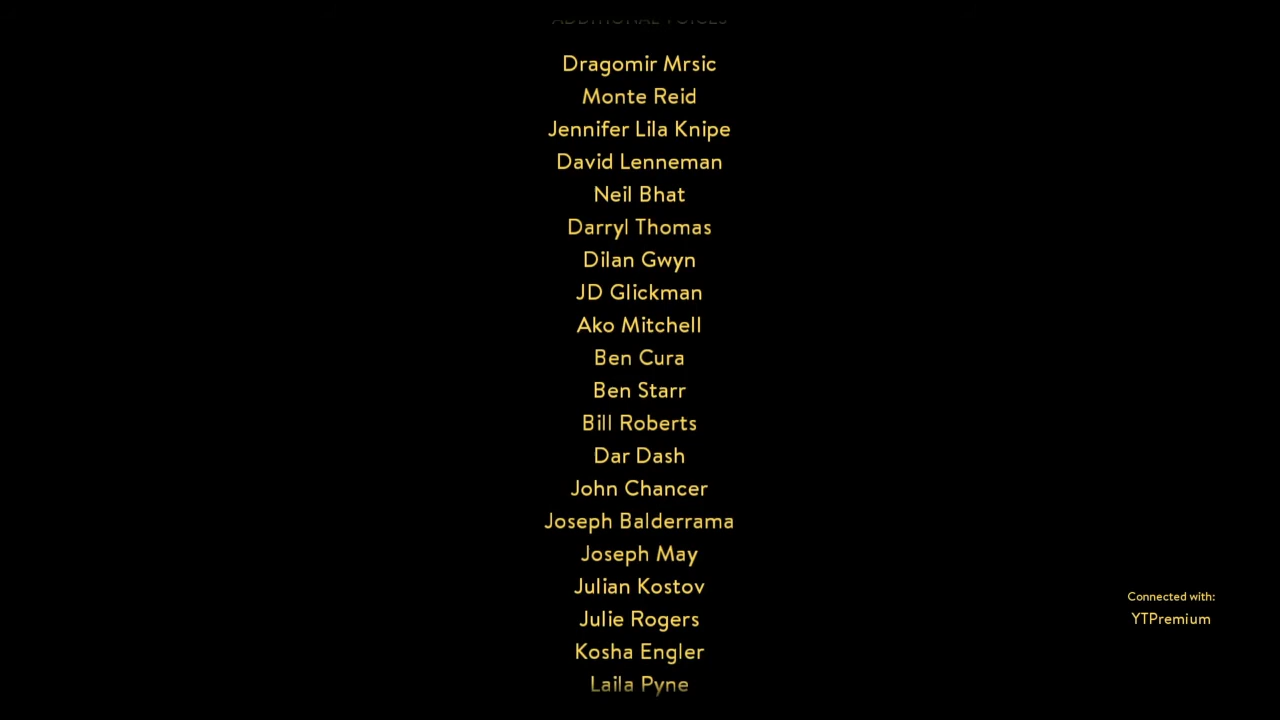 ADDITIONAL VOICES
Dragomir Mrsic
Monte Reid
Jennifer Lila Knipe
David Lenneman
Neil Bhat
Darryl Thomas
Dilan Gwyn
JD Glickman
Ako Mitchell
Ben Cura
Ben Starr
Bill Roberts
Dar Dash
John Chancer
Joseph Balderrama
Joseph May
Julian Kostov
Julie Rogers
Kosha Engler
Laila Pyne
Connected with:
YTPremium